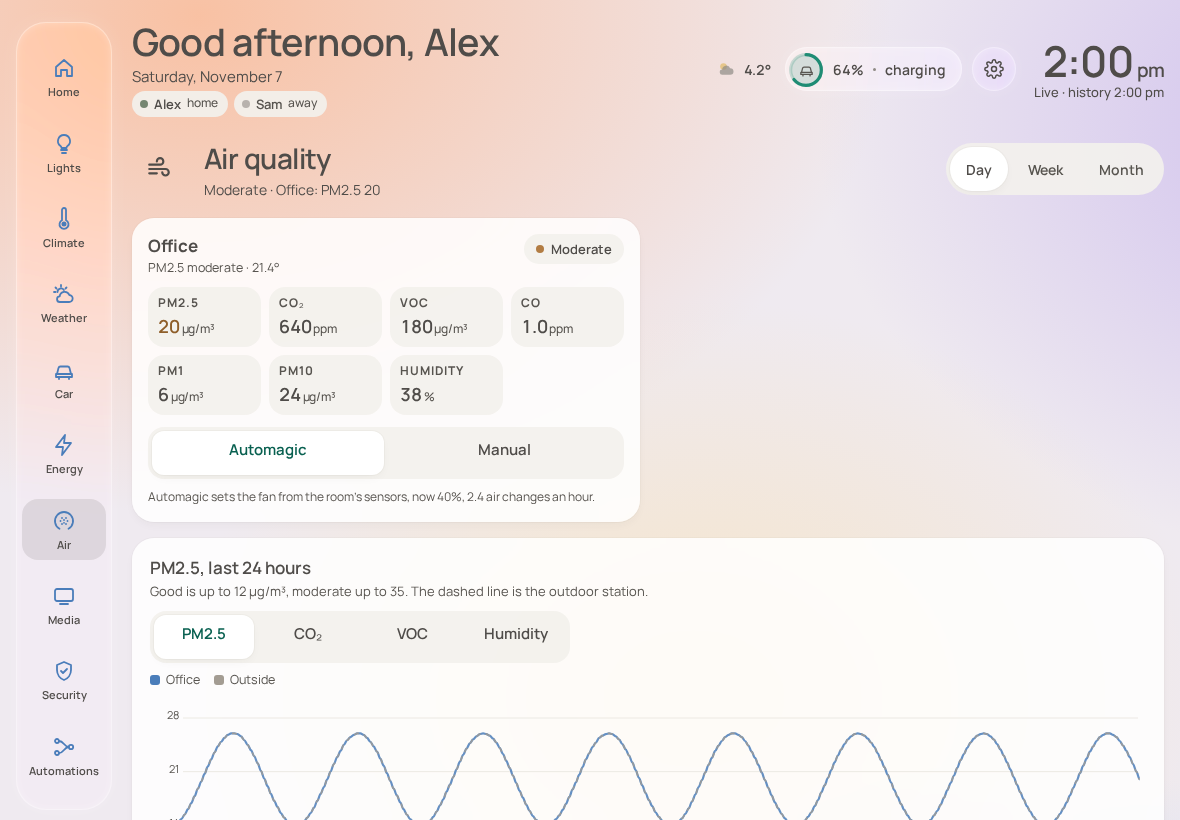 Good afternoon, Alex
Saturday, November 7
Alex home
Sam away
4.2°
64% • charging
2:00 pm
Live · history 2:00 pm
Home
Lights
Climate
Weather
Car
Energy
Air
Media
Security
Automations
Air quality
Moderate · Office: PM2.5 20
Day
Week
Month
Office
PM2.5 moderate · 21.4°
Moderate
PM2.5
20 µg/m³
CO₂
640 ppm
VOC
180 µg/m³
CO
1.0 ppm
PM1
6 µg/m³
PM10
24 µg/m³
HUMIDITY
38 %
Automagic
Manual
Automagic sets the fan from the room's sensors, now 40%, 2.4 air changes an hour.
PM2.5, last 24 hours
Good is up to 12 µg/m³, moderate up to 35. The dashed line is the outdoor station.
PM2.5
CO₂
VOC
Humidity
Office
Outside
28
21